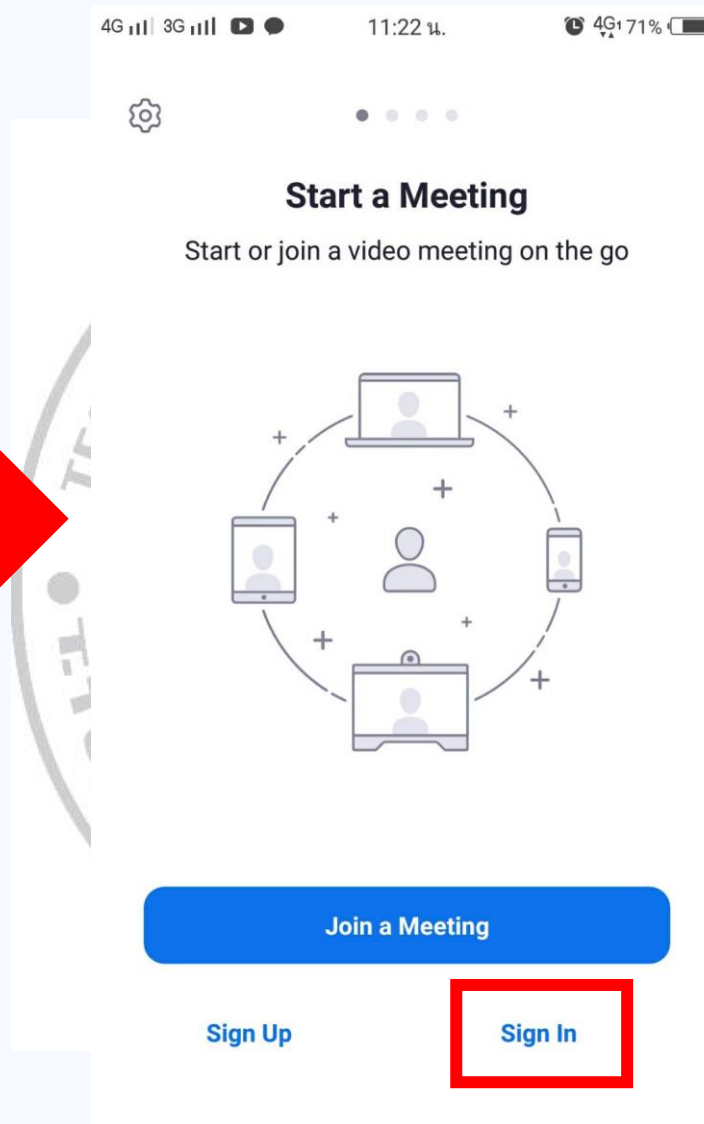 4G 3G 11:22 น. 4G1 71%
Start a Meeting
Start or join a video meeting on the go
Join a Meeting
Sign Up Sign In